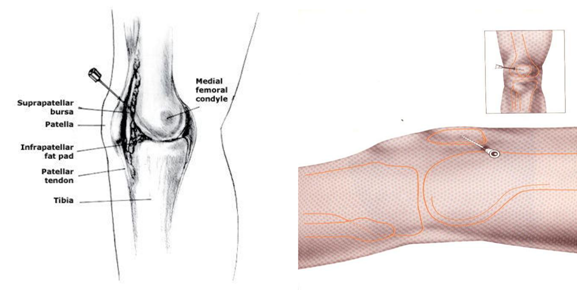 Medial
femoral
condyle
Suprapatellar
bursa
Patella
Infrapatellar
fat pad
Patellar
tendon
Tibia